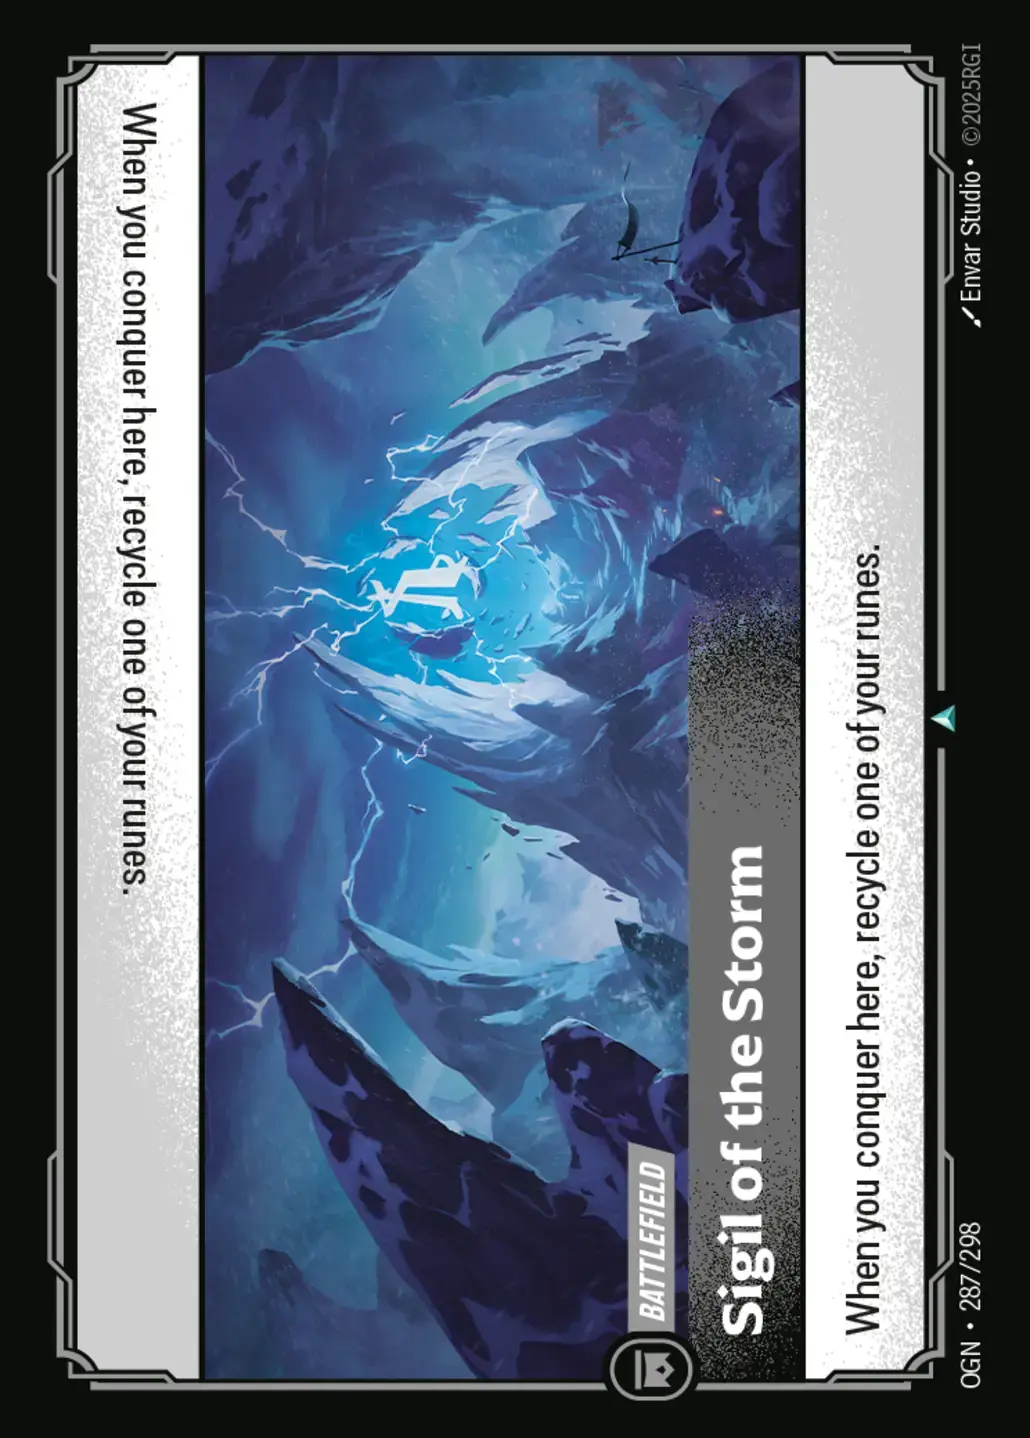 When you conquer here, recycle one of your runes.
BATTLEFIELD
Sigil of the Storm
When you conquer here, recycle one of your runes.
OGN • 287/298
Envar Studio • ©2025RGI